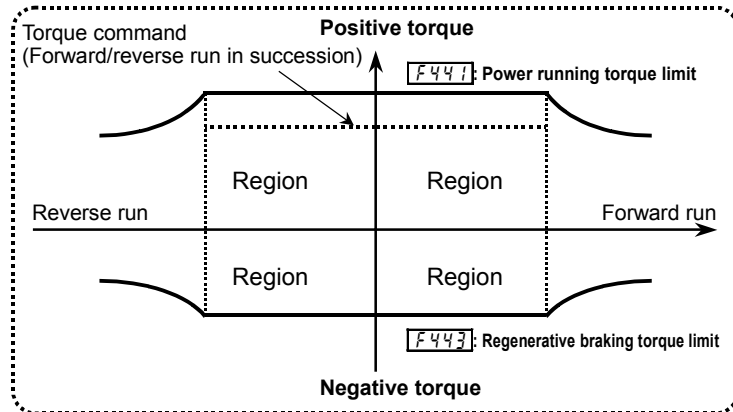 Positive torque
Torque command
(Forward/reverse run in succession)
F441: Power running torque limit
Region Region
Reverse run Forward run
Region Region
F443: Regenerative braking torque limit
Negative torque